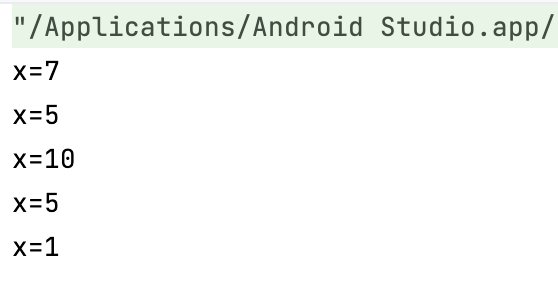 "/Applications/Android Studio.app/
x=7
x=5
x=10
x=5
x=1